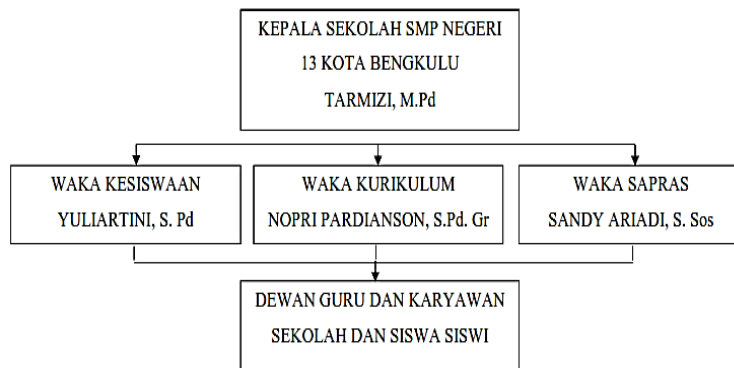 KEPALA SEKOLAH SMP NEGERI
13 KOTA BENGKULU
TARMIZI, M.Pd
WAKA KESISWAAN
YULIARTINI, S. Pd
WAKA KURIKULUM
NOPRI PARDIANSON, S.Pd. Gr
WAKA SAPRAS
SANDY ARIADI, S. Sos
DEWAN GURU DAN KARYAWAN
SEKOLAH DAN SISWA SISWI